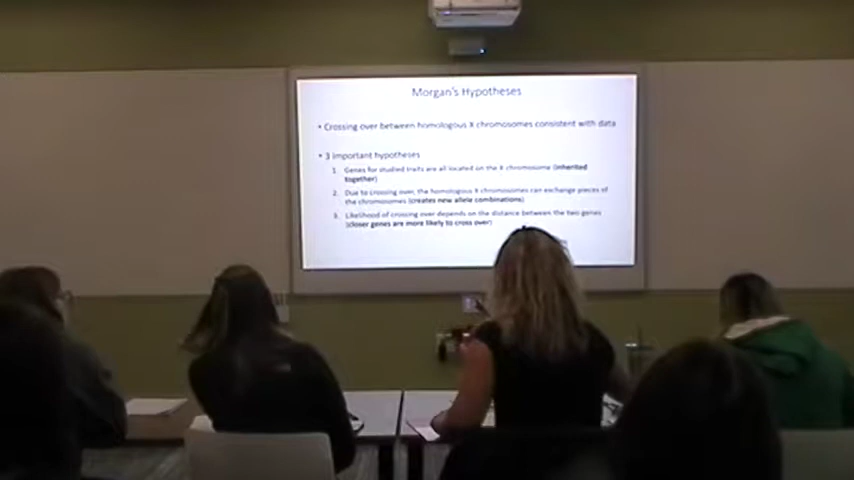 Morgan's Hypotheses
• Crossing over between homologous X chromosomes consistent with data
• 3 important hypotheses
1. Genes for studied traits are all located on the X chromosome (inherited
together)
2. Due to crossing over, the homologous X chromosomes can exchange pieces of
the chromosomes (creates new allele combinations)
3. Likelihood of crossing over depends on the distance between the two genes
(closer genes are more likely to cross over)